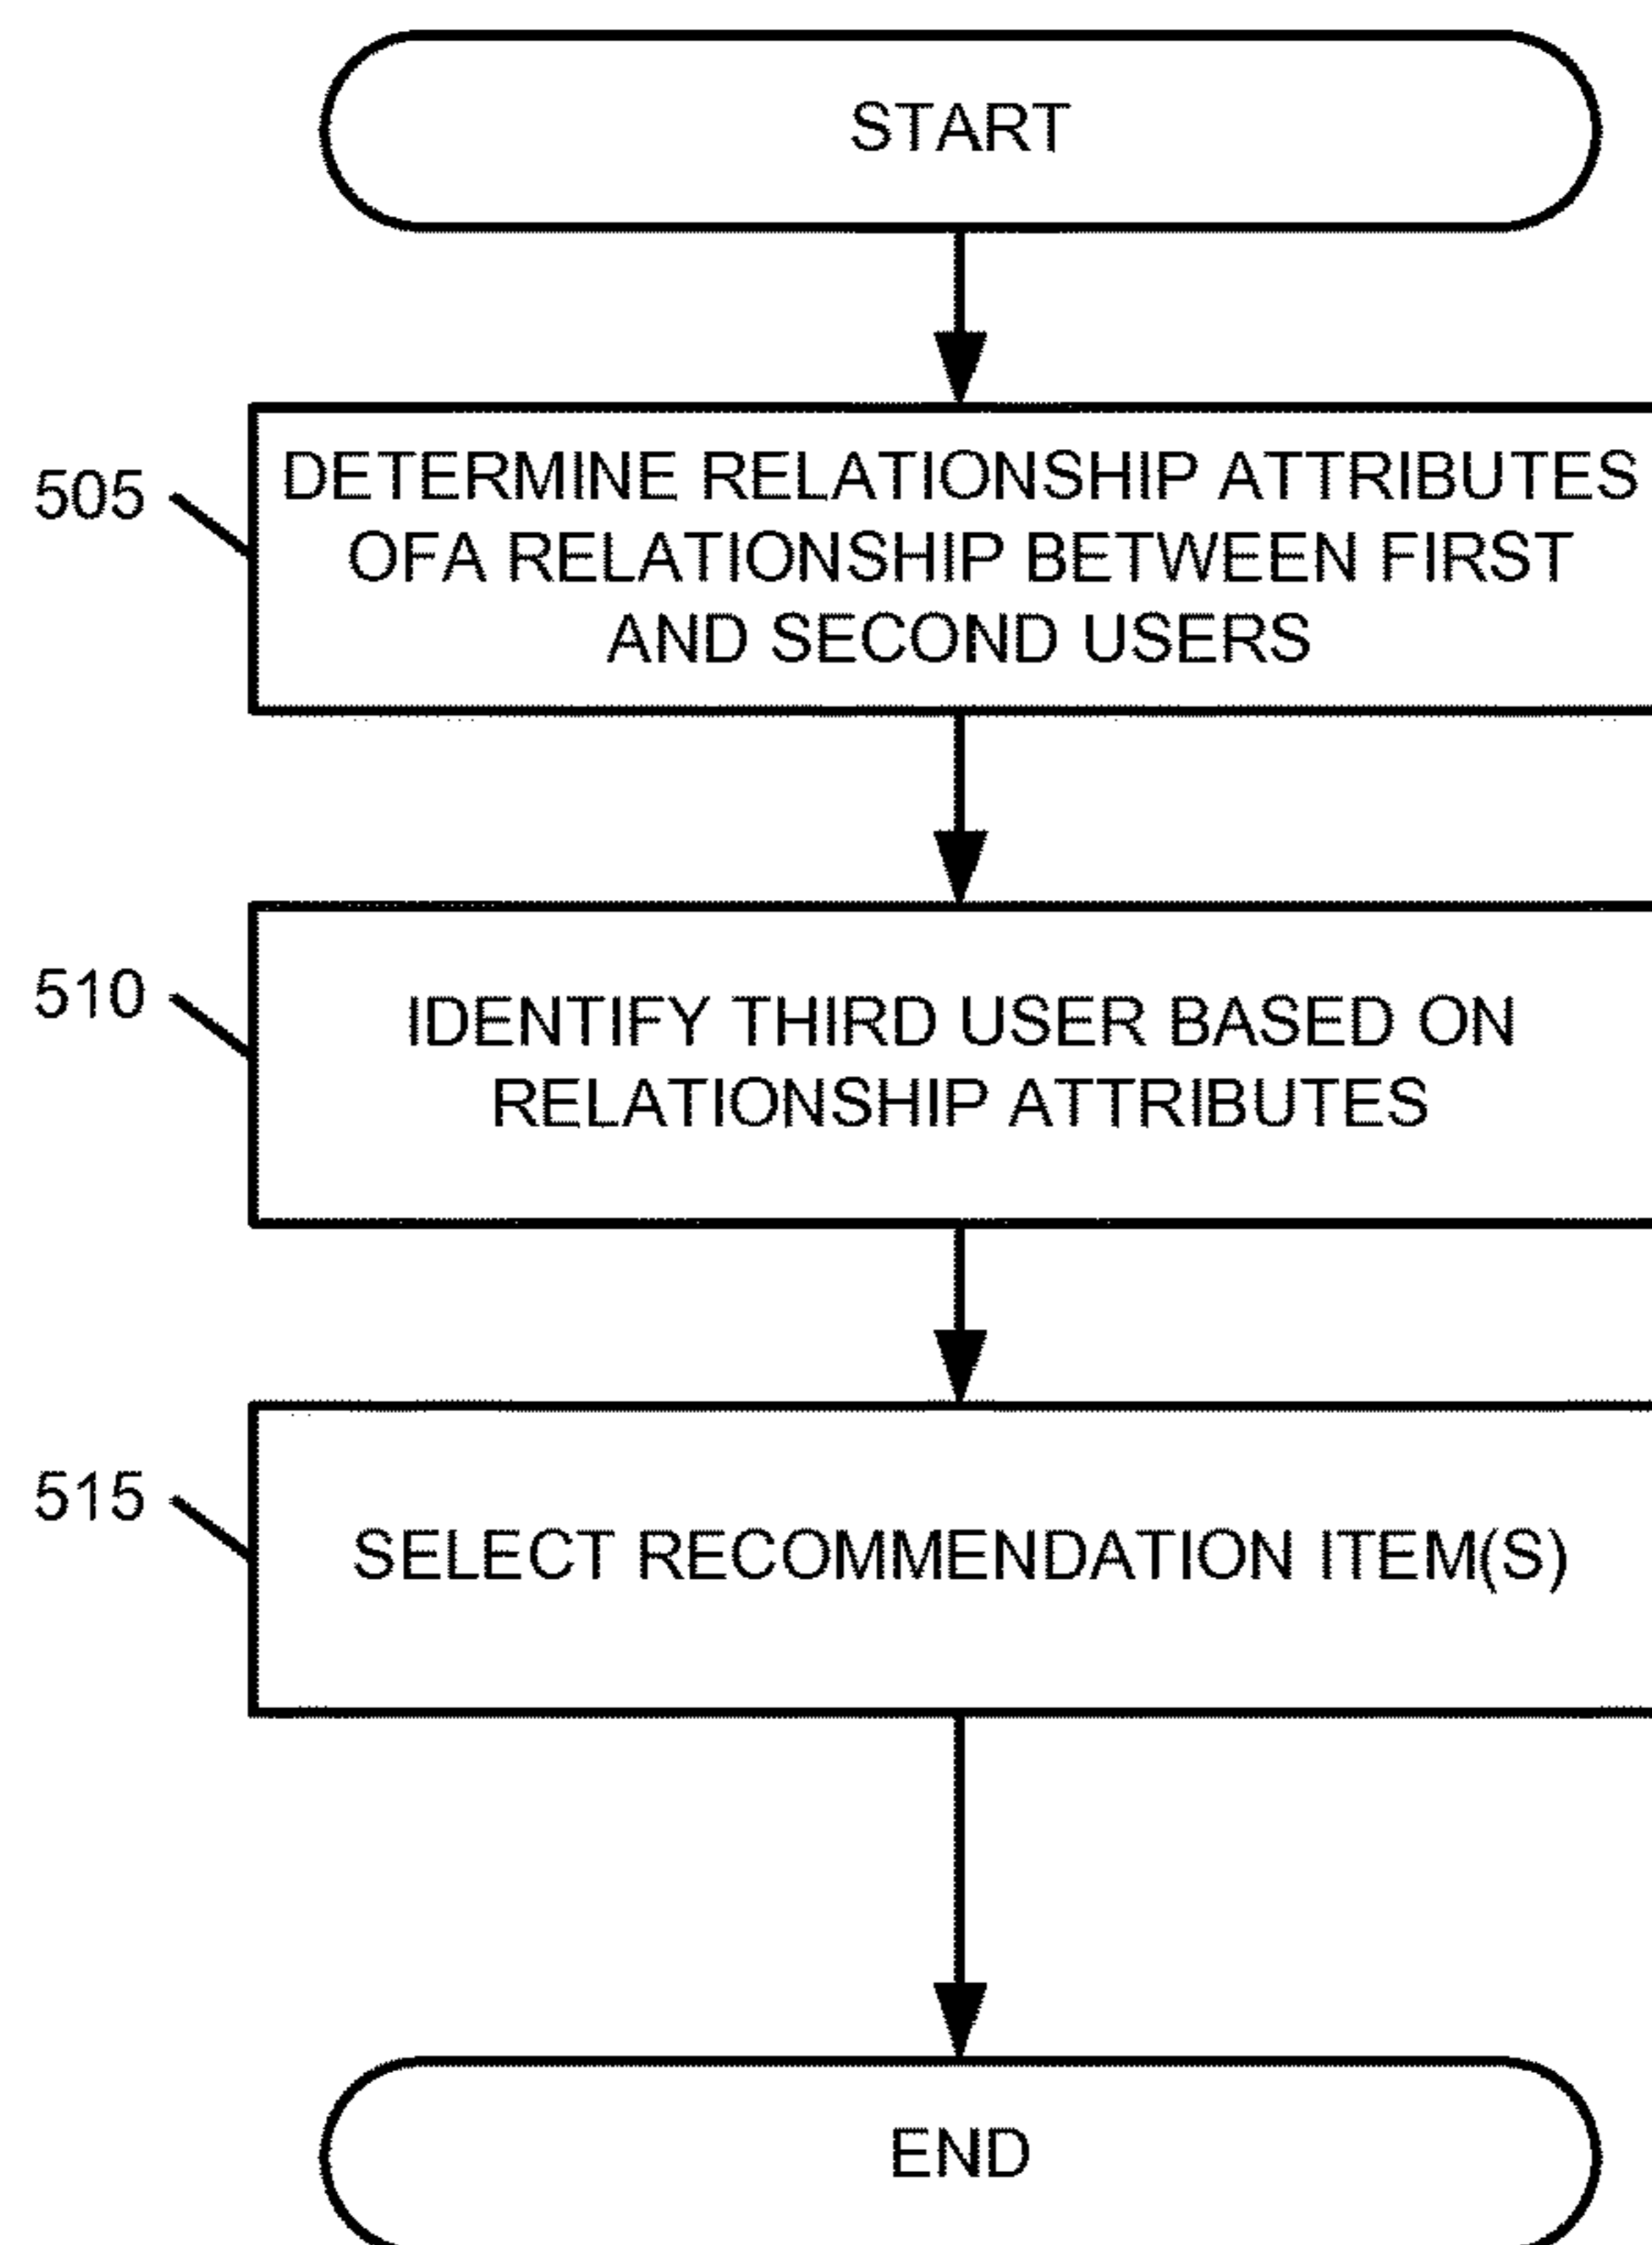 START
505
DETERMINE RELATIONSHIP ATTRIBUTES
OFA RELATIONSHIP BETWEEN FIRST
AND SECOND USERS
510
IDENTIFY THIRD USER BASED ON
RELATIONSHIP ATTRIBUTES
515
SELECT RECOMMENDATION ITEM(S)
END